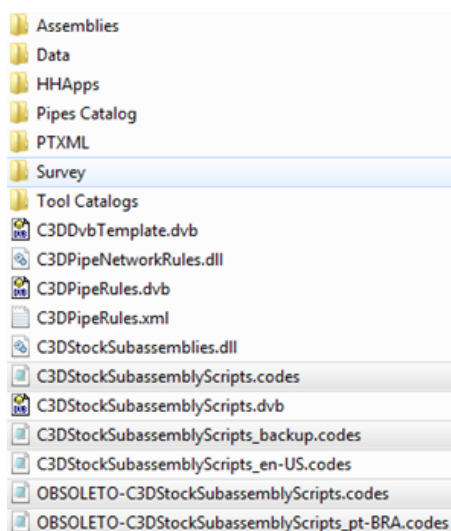 Assemblies
Data
HHApps
Pipes Catalog
PTXML
Survey
Tool Catalogs
C3DDvbTemplate.dvb
C3DPipeNetworkRules.dll
C3DPipeRules.dvb
C3DPipeRules.xml
C3DStockSubassemblies.dll
C3DStockSubassemblyScripts.codes
C3DStockSubassemblyScripts.dvb
C3DStockSubassemblyScripts_backup.codes
C3DStockSubassemblyScripts_en-US.codes
OBSOLETO-C3DStockSubassemblyScripts.codes
OBSOLETO-C3DStockSubassemblyScripts_pt-BRA.codes